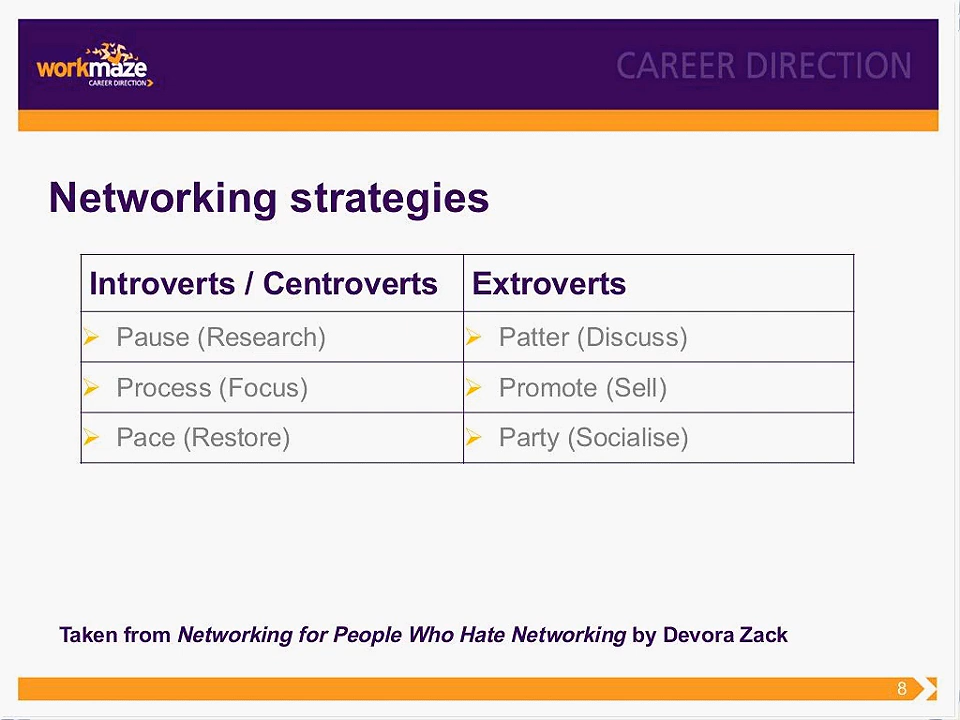 workmaze
CAREER DIRECTION
CAREER DIRECTION
Networking strategies
Introverts / Centroverts
Extroverts
Pause (Research)
Patter (Discuss)
Process (Focus)
Promote (Sell)
Pace (Restore)
Party (Socialise)
Taken from Networking for People Who Hate Networking by Devora Zack
8